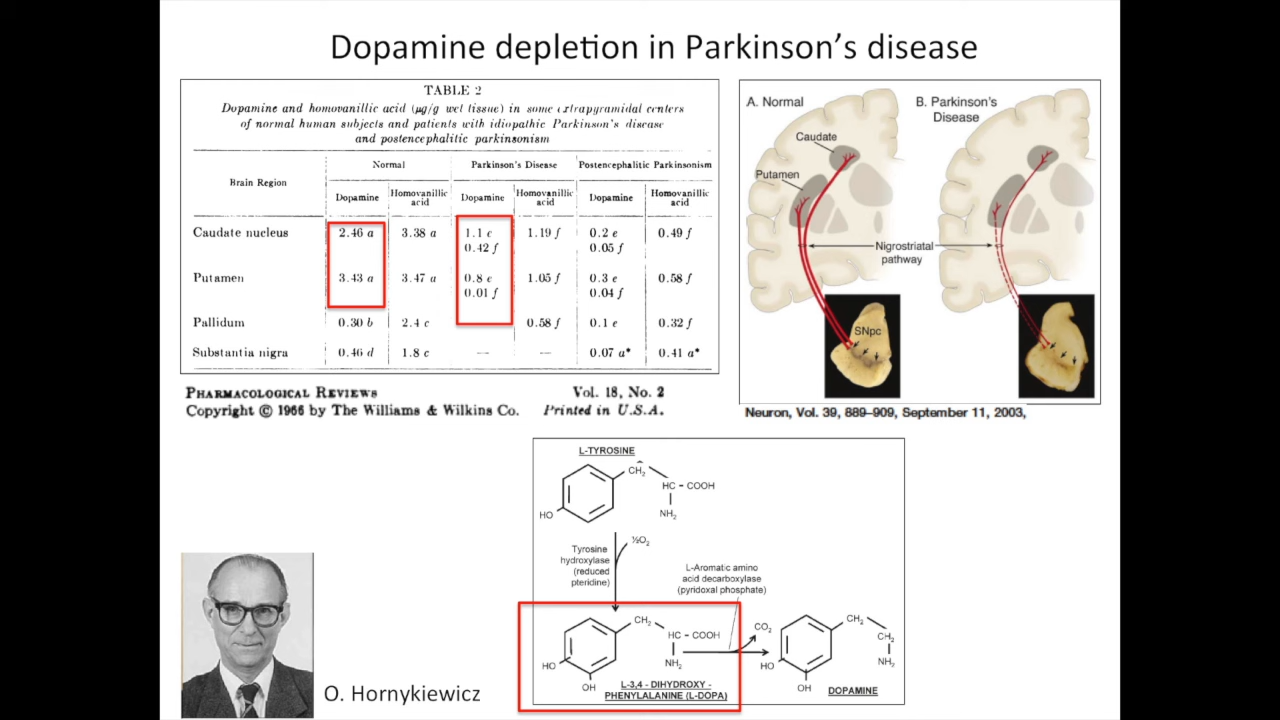 Dopamine depletion in Parkinson's disease
TABLE 2
Dopamine and homovanillic acid (μg/g wet tissue) in some extrapyramidal centers
of normal human subjects and patients with idiopathic Parkinson's disease
and postencephalitic parkinsonism
Brain Region
Normal
Parkinson's Disease
Postencephalitic Parkinsonism
Dopamine
Homovanillic acid
Dopamine
Homovanillic acid
Dopamine
Homovanillic acid
Caudate nucleus 2.46 a 3.38 a 1.1 e 1.19 f 0.2 e 0.49 f
0.42 f 0.05 f
Putamen 3.43 a 3.47 a 0.8 e 1.05 f 0.3 e 0.58 f
0.01 f 0.04 f
Pallidum 0.30 b 2.4 c 0.58 f 0.1 e 0.32 f
Substantia nigra 0.46 d 1.8 c — — 0.07 a* 0.41 a*
PHARMACOLOGICAL REVIEWS Vol. 18, No. 2
Copyright © 1966 by The Williams & Wilkins Co. Printed in U.S.A.
A. Normal
B. Parkinson's
Disease
Caudate
Putamen
Nigrostriatal
pathway
SNpc
Neuron, Vol. 39, 889–909, September 11, 2003,
L-TYROSINE
CH2
HC - COOH
NH2
HO
½O2
Tyrosine
hydroxylase
(reduced
pteridine)
L-Aromatic amino
acid decarboxylase
(pyridoxal phosphate)
CH2
HC - COOH
NH2
HO
OH
L-3,4 - DIHYDROXY -
PHENYLALANINE (L-DOPA)
CO2
CH2
CH2
NH2
HO
OH
DOPAMINE
O. Hornykiewicz